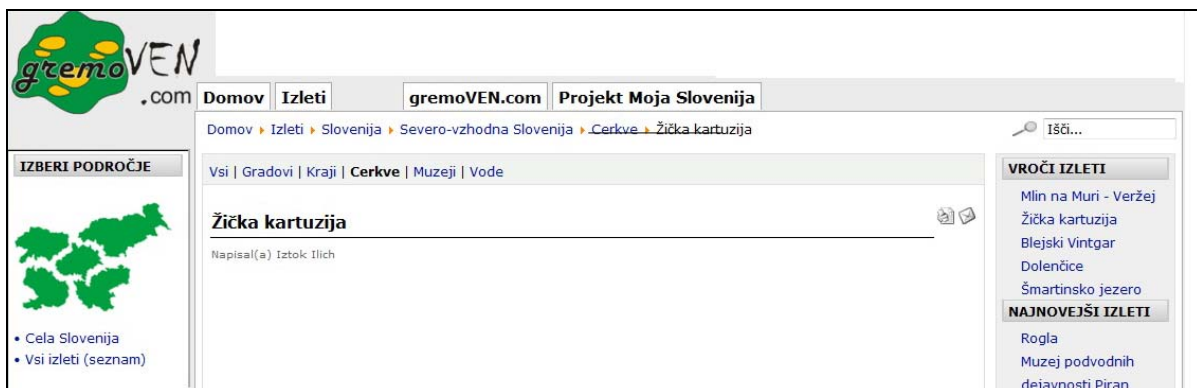 gremoVEN
.com
Domov Izleti gremoVEN.com Projekt Moja Slovenija
Domov Izleti Slovenija Severo-vzhodna Slovenija Cerkve Žička kartuzija
Išči...
IZBERI PODROČJE
Cela Slovenija
Vsi izleti (seznam)
Vsi | Gradovi | Kraji | Cerkve | Muzeji | Vode
Žička kartuzija
Napisal(a) Iztok Ilich
VROČI IZLETI
Mlin na Muri - Veržej
Žička kartuzija
Blejski Vintgar
Dolenčice
Šmartinsko jezero
NAJNOVEJŠI IZLETI
Rogla
Muzej podvodnih
dejavnosti Piran